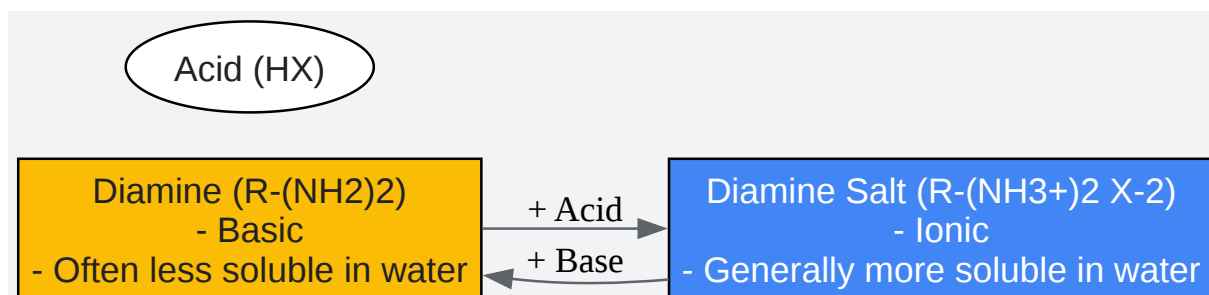 Acid (HX)
Diamine (R-(NH2)2)
- Basic
- Often less soluble in water
+ Acid
+ Base
Diamine Salt (R-(NH3+)2 X-2)
- Ionic
- Generally more soluble in water